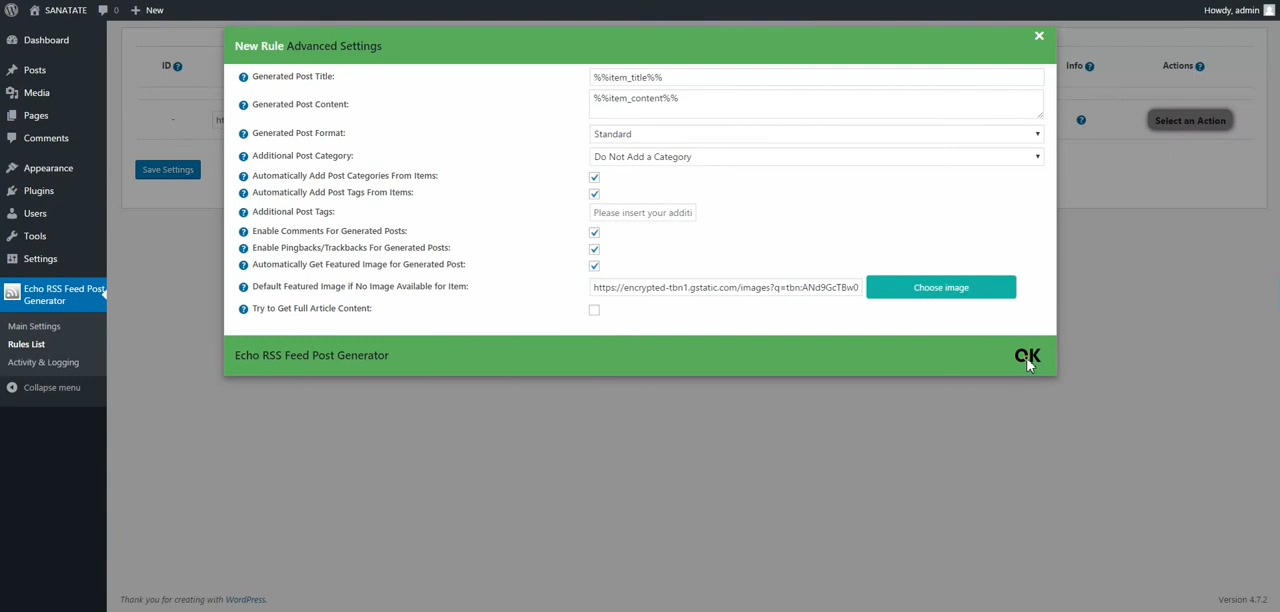 SANATATE 0 New Howdy, admin
Dashboard
Posts
Media
Pages
Comments
Appearance
Plugins
Users
Tools
Settings
Echo RSS Feed Post
Generator
Main Settings
Rules List
Activity & Logging
Collapse menu
ID Info Actions
- ht Select an Action
Save Settings
New Rule Advanced Settings
Generated Post Title: %%item_title%%
Generated Post Content: %%item_content%%
Generated Post Format: Standard
Additional Post Category: Do Not Add a Category
Automatically Add Post Categories From Items:
Automatically Add Post Tags From Items:
Additional Post Tags: Please insert your additi
Enable Comments For Generated Posts:
Enable Pingbacks/Trackbacks For Generated Posts:
Automatically Get Featured Image for Generated Post:
Default Featured Image if No Image Available for Item: https://encrypted-tbn1.gstatic.com/images?q=tbn:ANd9GcTBw0 Choose image
Try to Get Full Article Content:
Echo RSS Feed Post Generator OK
Thank you for creating with WordPress. Version 4.7.2